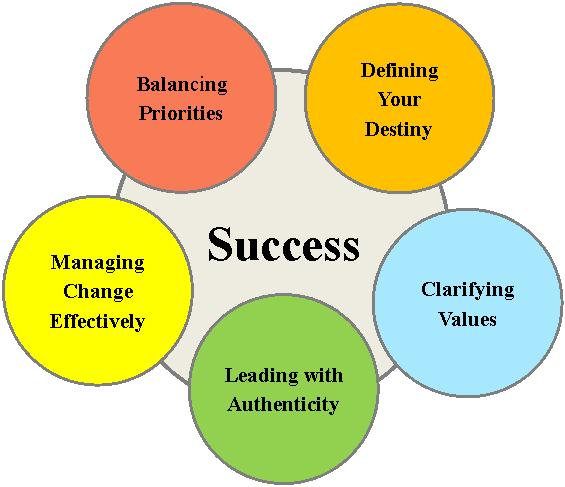 Balancing
Priorities
Defining
Your
Destiny
Success
Managing
Change
Effectively
Clarifying
Values
Leading with
Authenticity